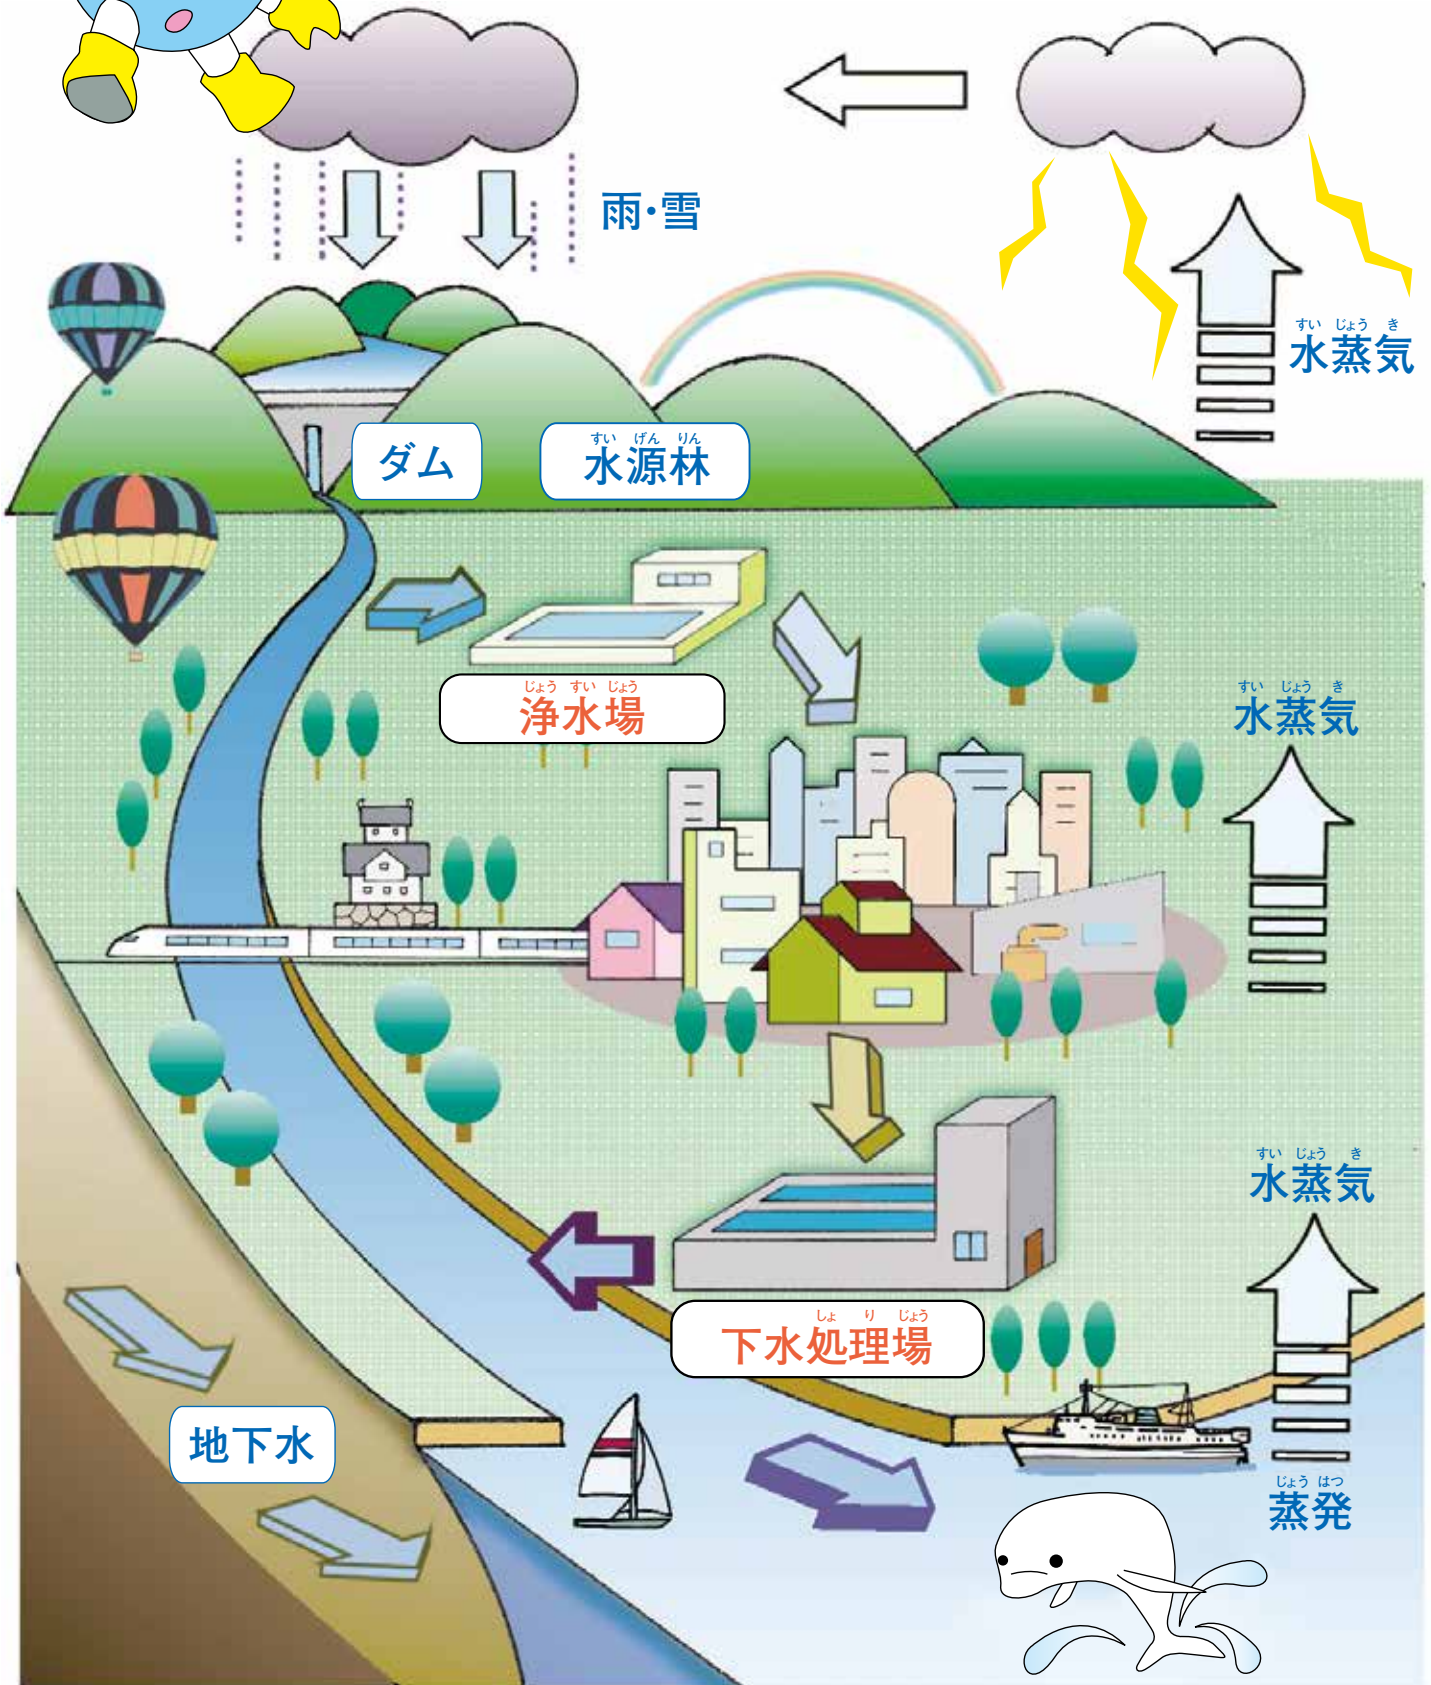 雨・雪
すい じょう き
水蒸気
ダム
すい げん りん
水源林
じょう すい じょう
浄水場
すい じょう き
水蒸気
すい じょう き
水蒸気
しょ り じょう
下水処理場
地下水
じょう はつ
蒸発